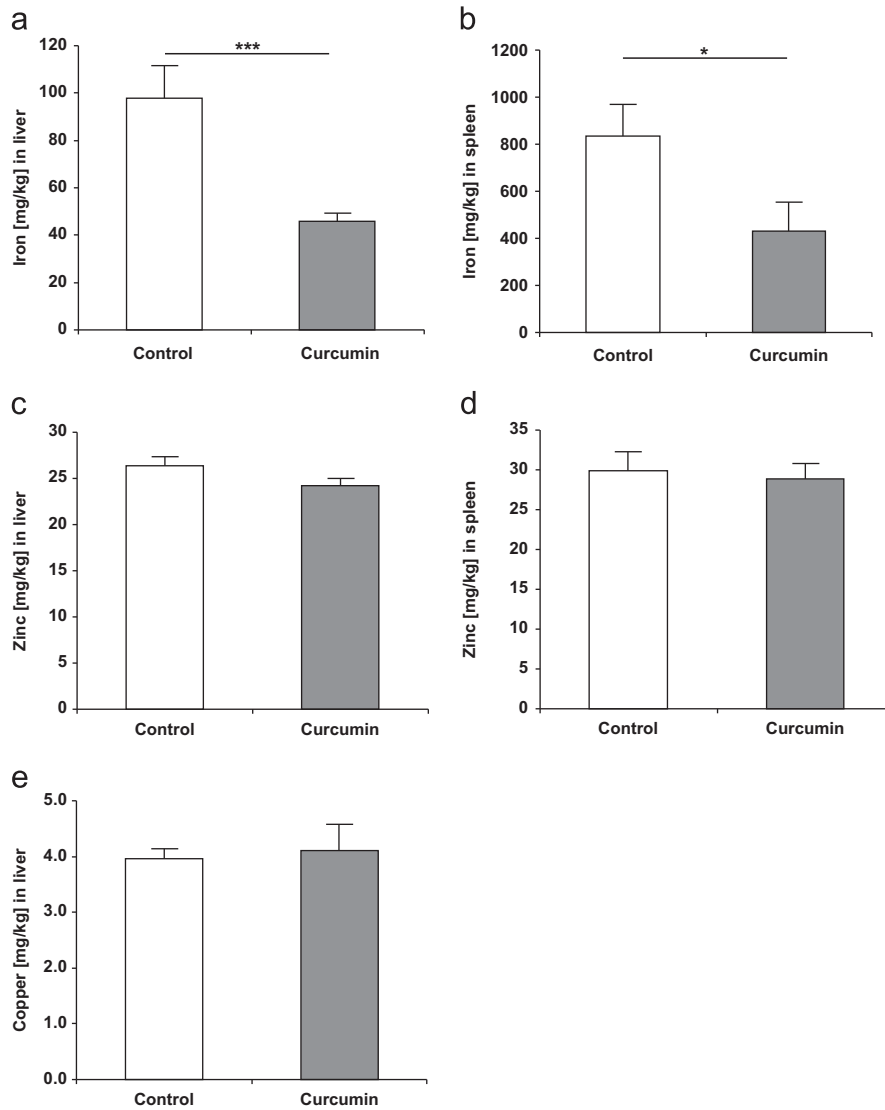 a
Iron [mg/kg] in liver
120
100
80
60
40
20
0
***
Control
Curcumin
b
Iron [mg/kg] in spleen
1200
1000
800
600
400
200
0
*
Control
Curcumin
c
Zinc [mg/kg] in liver
30
25
20
15
10
5
0
Control
Curcumin
d
Zinc [mg/kg] in spleen
35
30
25
20
15
10
5
0
Control
Curcumin
e
Copper [mg/kg] in liver
5.0
4.0
3.0
2.0
1.0
0.0
Control
Curcumin